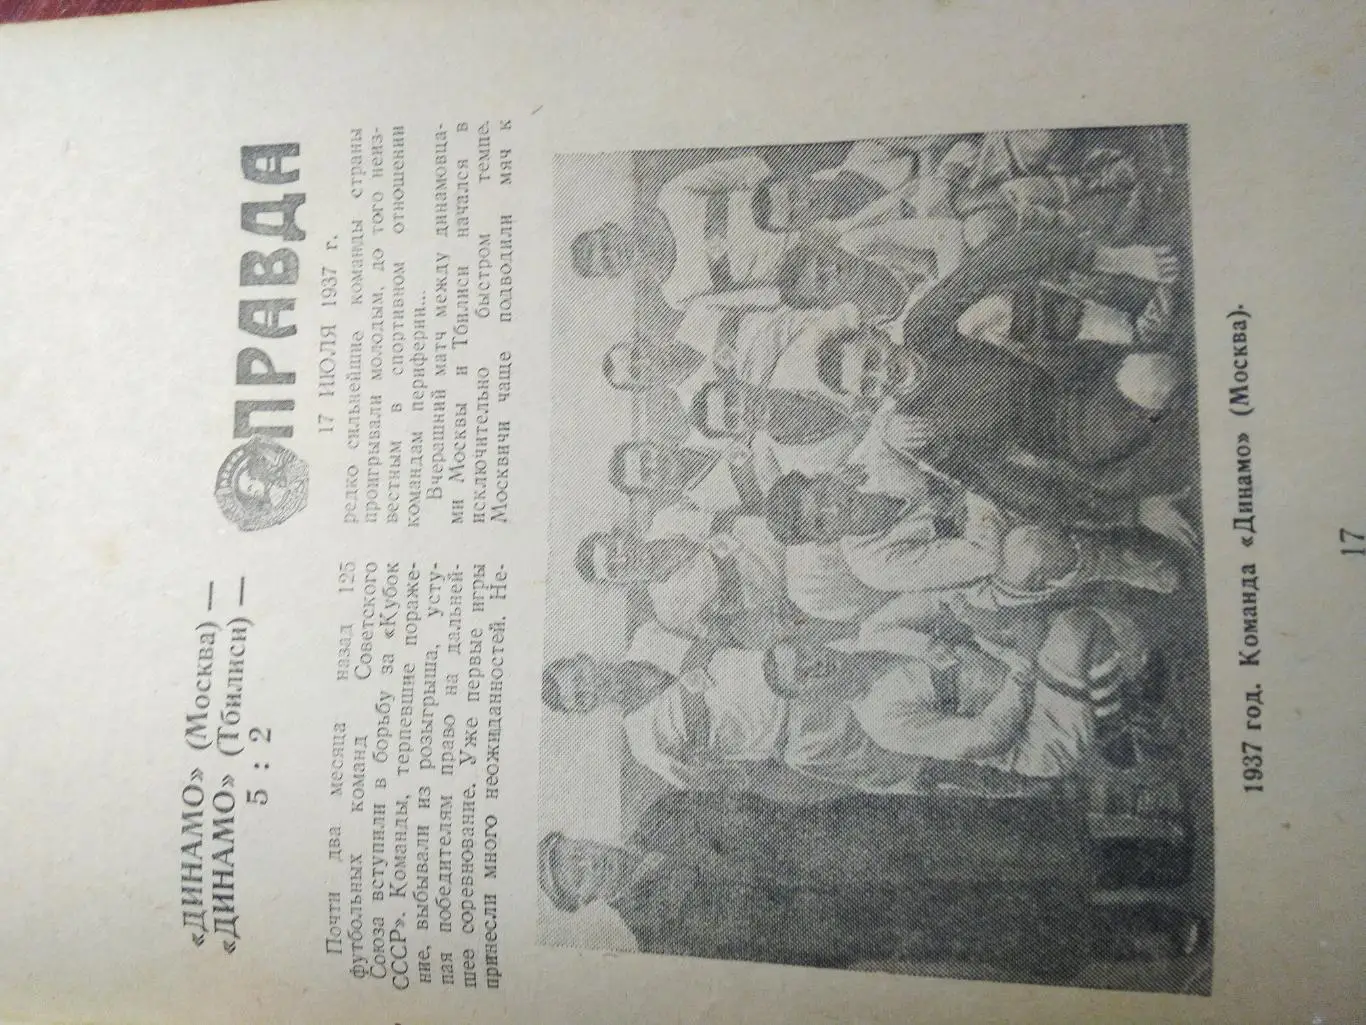 «ДИНАМО» (Москва) —
«ДИНАМО» (Тбилиси) —
5 : 2
Почти два месяца назад 125
футбольных команд Советского
Союза вступили в борьбу за «Кубок
СССР». Команды, терпевшие пораже-
ние, выбывали из розыгрыша, усту-
пая победителям право на дальней-
шее соревнование. Уже первые игры
принесли много неожиданностей. Не-
ПРАВДА
17 ИЮЛЯ 1937 г.
редко сильнейшие команды страны
проигрывали молодым, до того неиз-
вестным в спортивном отношении
командам периферии...
Вчерашний матч между динамовца-
ми Москвы и Тбилиси начался в
исключительно быстром темпе.
Москвичи чаще подводили мяч к
1937 год. Команда «Динамо» (Москва).
17